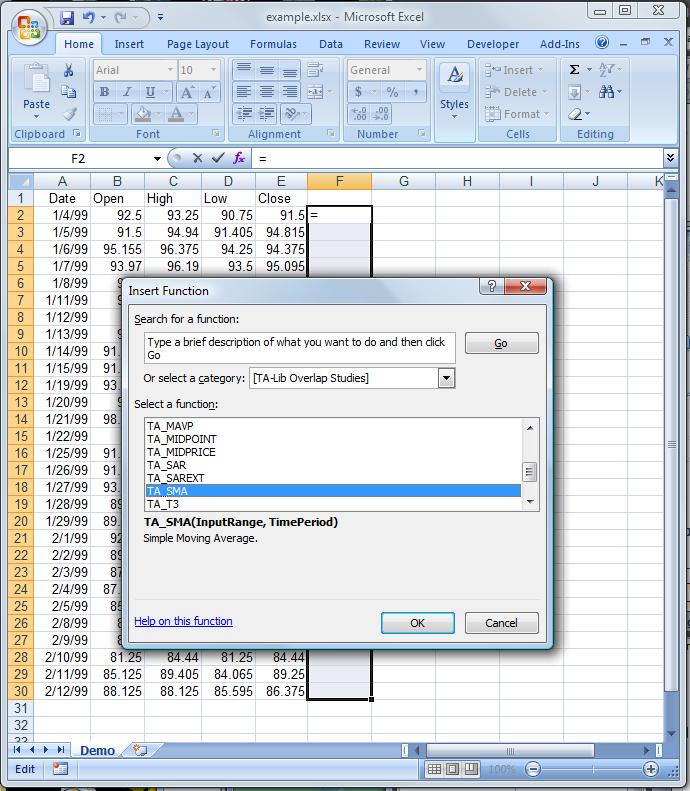 example.xlsx - Microsoft Excel
Home Insert Page Layout Formulas Data Review View Developer Add-Ins
Paste Arial 10 General Styles Insert Σ
B I U A A $ % , Delete
A .00 Format
Clipboard Font Alignment Number Cells Editing
F2 fx =
A B C D E F G H I J K
1 Date Open High Low Close
2 1/4/99 92.5 93.25 90.75 91.5 =
3 1/5/99 91.5 94.94 91.405 94.815
4 1/6/99 95.155 96.375 94.25 94.375
5 1/7/99 93.97 96.19 93.5 95.095
6 1/8/99
7 1/11/99
8 1/12/99
9 1/13/99
10 1/14/99 91.
11 1/15/99 91.
12 1/19/99 93.
13 1/20/99
14 1/21/99 98.
15 1/22/99
16 1/25/99 91.
17 1/26/99 91.
18 1/27/99 93.
19 1/28/99 89
20 1/29/99 89.
21 2/1/99 92
22 2/2/99 89
23 2/3/99 87
24 2/4/99 87.
25 2/5/99 85
26 2/8/99
27 2/9/99
28 2/10/99 81.25 84.44 81.25 84.44
29 2/11/99 85.125 89.405 84.065 89.25
30 2/12/99 88.125 88.125 85.595 86.375
31
32
33
Insert Function
Search for a function:
Type a brief description of what you want to do and then click
Go
Go
Or select a category: [TA-Lib Overlap Studies]
Select a function:
TA_MAVP
TA_MIDPOINT
TA_MIDPRICE
TA_SAR
TA_SAREXT
TA_SMA
TA_T3
TA_SMA(InputRange, TimePeriod)
Simple Moving Average.
Help on this function
OK Cancel
Demo
Edit 100%